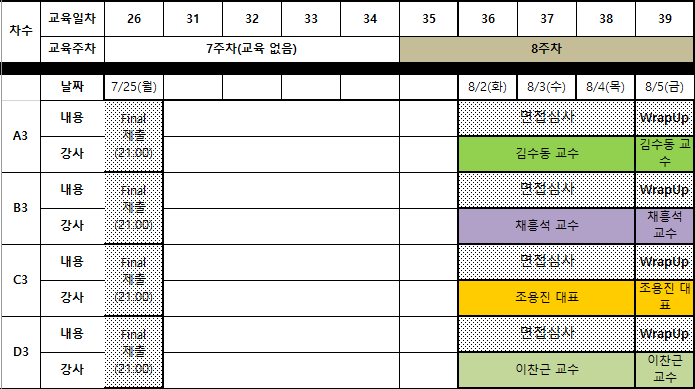 차수 교육일차 26 31 32 33 34 35 36 37 38 39
교육주차 7주차(교육 없음) 8주차
날짜 7/25(월) 8/2(화) 8/3(수) 8/4(목) 8/5(금)
A3 내용 Final 제출 (21:00) 면접심사 WrapUp
강사 김수동 교수 김수동 교수
B3 내용 Final 제출 (21:00) 면접심사 WrapUp
강사 채흥석 교수 채흥석 교수
C3 내용 Final 제출 (21:00) 면접심사 WrapUp
강사 조용진 대표 조용진 대표
D3 내용 Final 제출 (21:00) 면접심사 WrapUp
강사 이찬근 교수 이찬근 교수